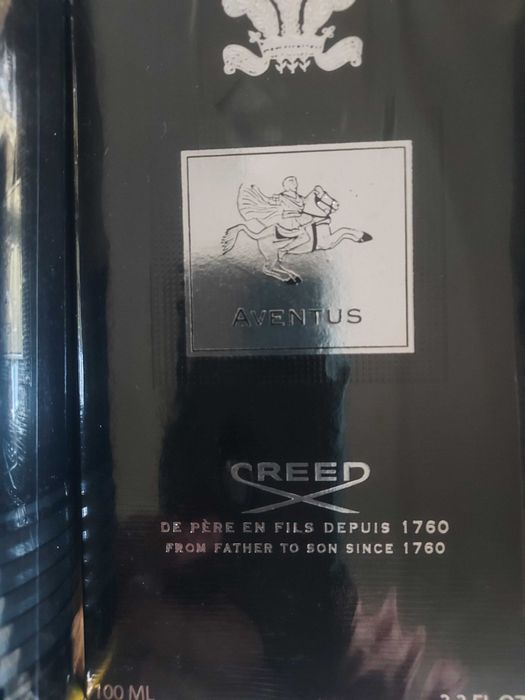 AVENTUS
CREED
DE PÈRE EN FILS DEPUIS 1760
FROM FATHER TO SON SINCE 1760
100 ML